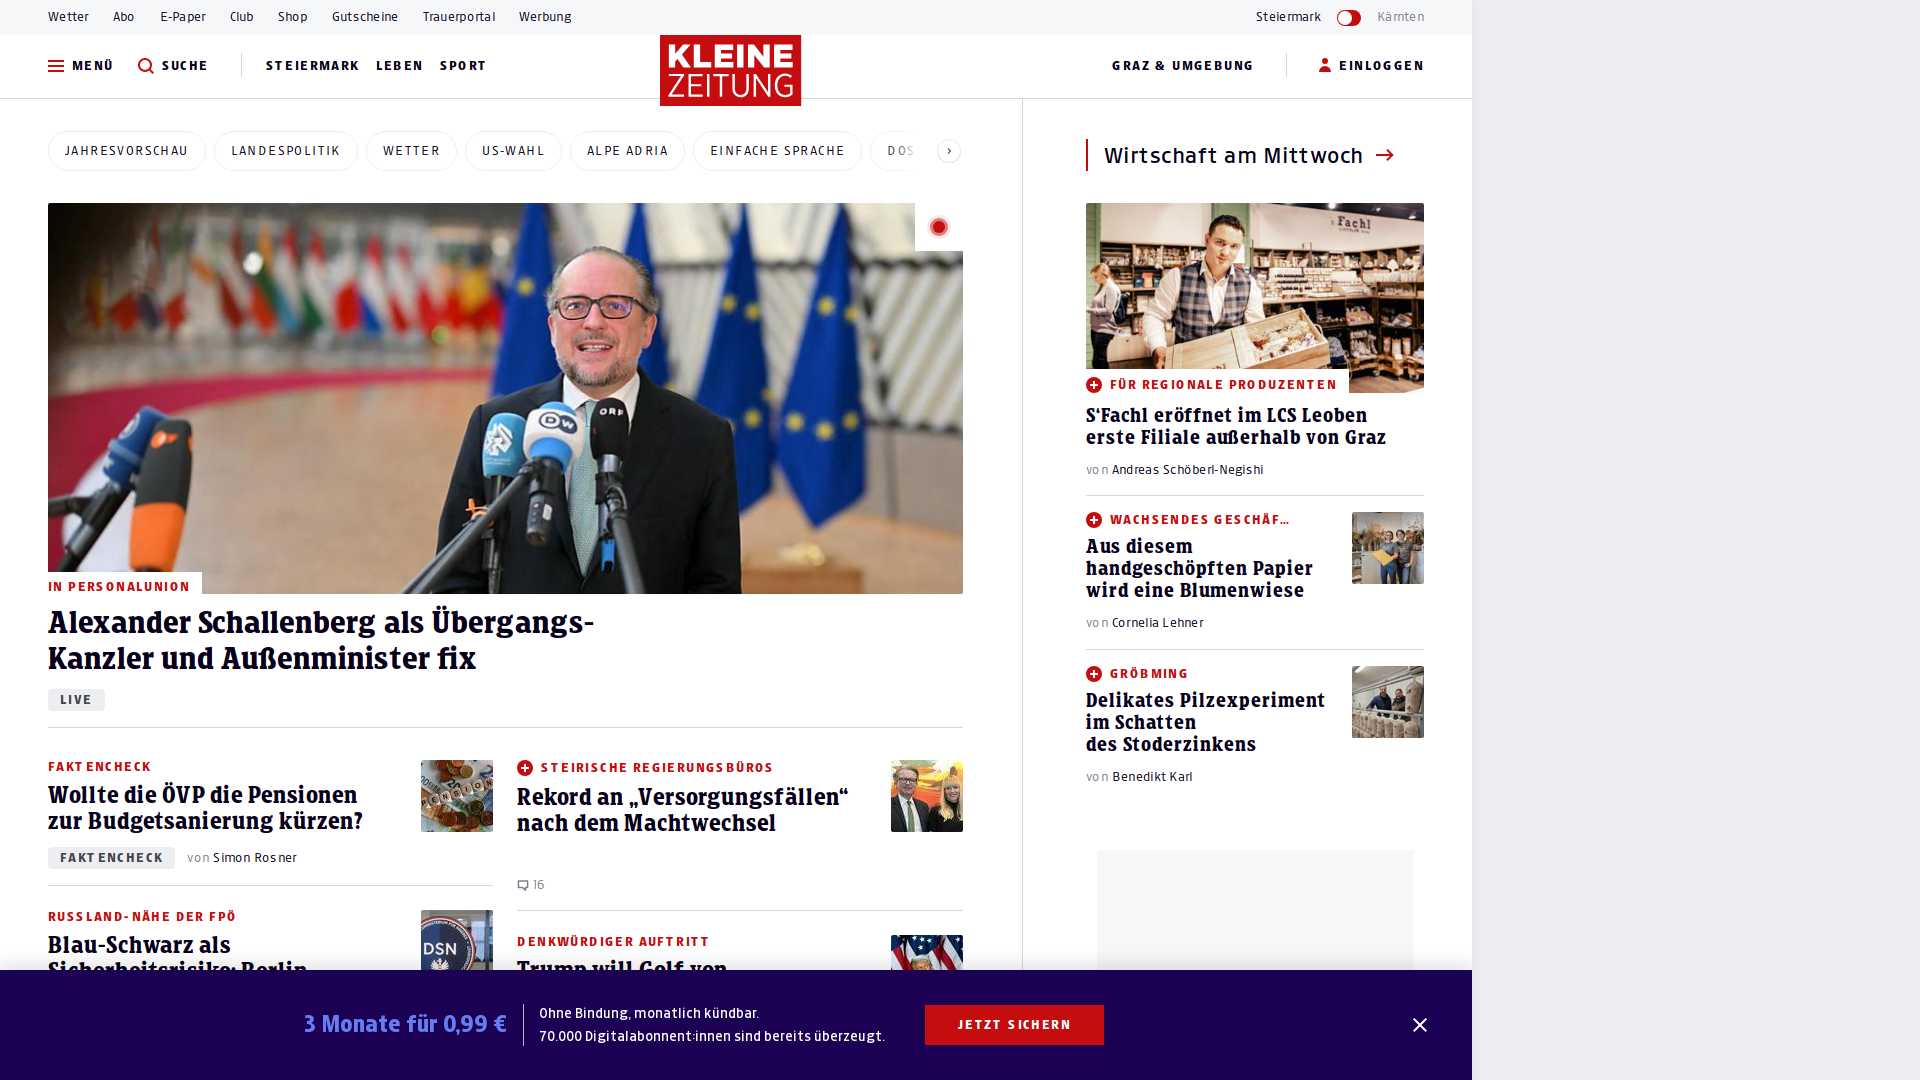 Wetter Abo E-Paper Club Shop Gutscheine Trauerportal Werbung Steiermark Kärnten
MENÜ SUCHE STEIERMARK LEBEN SPORT KLEINE ZEITUNG GRAZ & UMGEBUNG EINLOGGEN
JAHRESVORSCHAU LANDESPOLITIK WETTER US-WAHL ALPE ADRIA EINFACHE SPRACHE DOS
IN PERSONALUNION
Alexander Schallenberg als Übergangs-
Kanzler und Außenminister fix
LIVE
FAKTENCHECK
Wollte die ÖVP die Pensionen
zur Budgetsanierung kürzen?
FAKTENCHECK von Simon Rosner
RUSSLAND-NÄHE DER FPÖ
Blau-Schwarz als
Sicherheitsrisiko: Berlin
DSN
STEIRISCHE REGIERUNGSBÜROS
Rekord an „Versorgungsfällen“
nach dem Machtwechsel
16
DENKWÜRDIGER AUFTRITT
Trump will Golf von
Wirtschaft am Mittwoch
Fachl
FÜR REGIONALE PRODUZENTEN
S‘Fachl eröffnet im LCS Leoben
erste Filiale außerhalb von Graz
von Andreas Schöberl-Negishi
WACHSENDES GESCHÄF...
Aus diesem
handgeschöpften Papier
wird eine Blumenwiese
von Cornelia Lehner
GRÖBMING
Delikates Pilzexperiment
im Schatten
des Stoderzinkens
von Benedikt Karl
DW
ORF
PENSION
3 Monate für 0,99 €
Ohne Bindung, monatlich kündbar.
70.000 Digitalabonnent:innen sind bereits überzeugt.
JETZT SICHERN